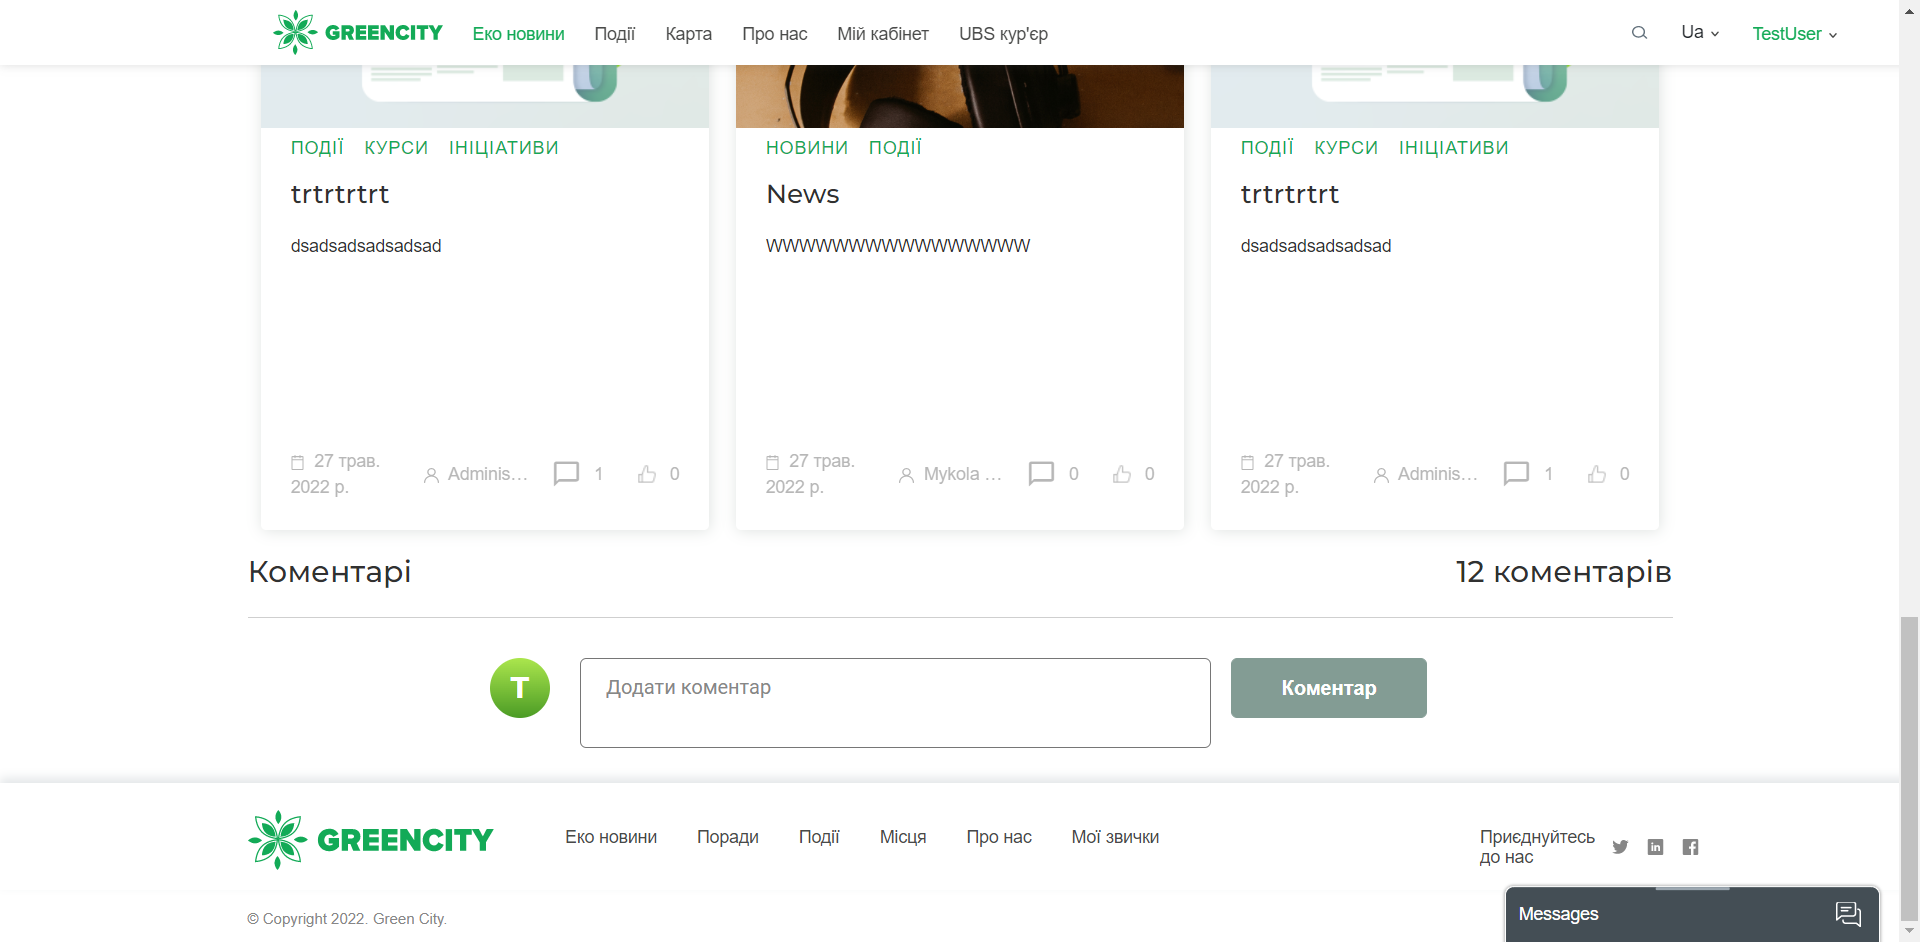 GREENCITY Еко новини Події Карта Про нас Мій кабінет UBS кур'єр Ua TestUser
ПОДІЇ КУРСИ ІНІЦІАТИВИ
trtrtrtrt
dsadsadsadsadsad
27 трав. 2022 р.
Adminis...
1
0
НОВИНИ ПОДІЇ
News
WWWWWWWWWWWWWWWW
27 трав. 2022 р.
Mykola ...
0
0
ПОДІЇ КУРСИ ІНІЦІАТИВИ
trtrtrtrt
dsadsadsadsadsad
27 трав. 2022 р.
Adminis...
1
0
Коментарі
12 коментарів
T
Додати коментар
Коментар
GREENCITY Еко новини Поради Події Місця Про нас Мої звички
Приєднуйтесь
до нас
© Copyright 2022. Green City.
Messages